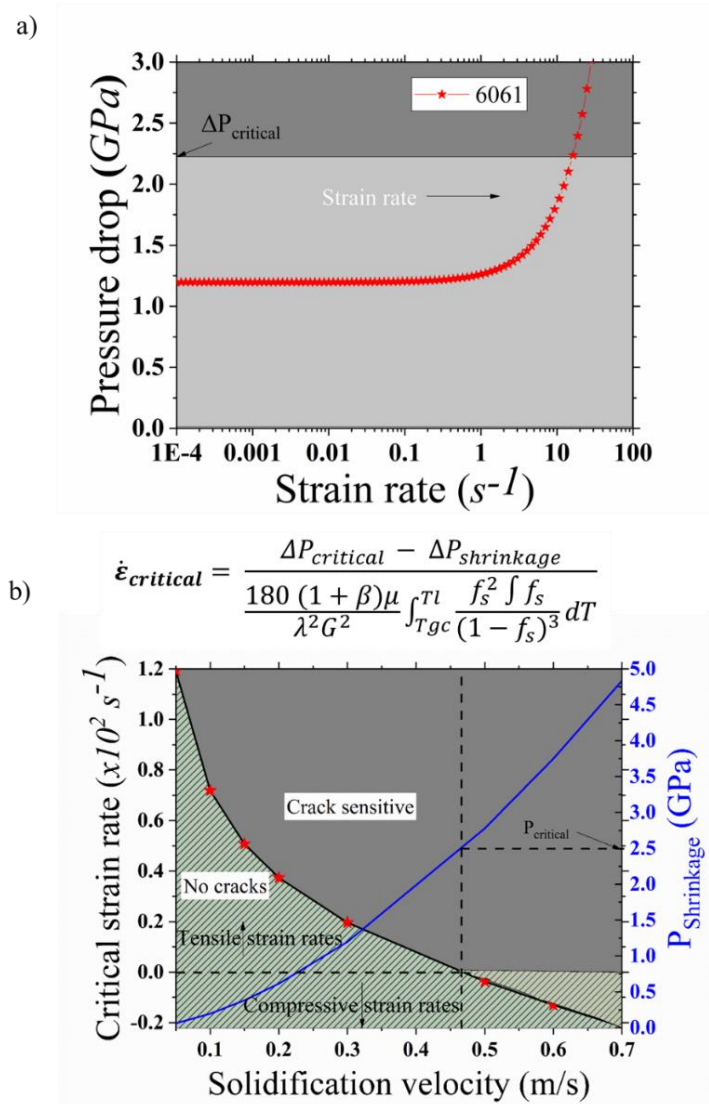 a)
3.0
2.5
2.0
1.5
1.0
0.5
0.0
Pressure drop (GPa)
6061
ΔP critical
Strain rate
1E-4 0.001 0.01 0.1 1 10 100
Strain rate (s⁻¹)
b)
ε̇critical = (ΔPcritical − ΔPshrinkage) / (180 (1 + β)μ / λ²G² ∫_Tgc^Tl fs² ∫ fs / (1 − fs)³ dT)
1.2
1.0
0.8
0.6
0.4
0.2
0.0
-0.2
Critical strain rate (x10² s⁻¹)
Crack sensitive
P critical
No cracks
Tensile strain rates
Compressive strain rates
5.0
4.5
4.0
3.5
3.0
2.5
2.0
1.5
1.0
0.5
0.0
P Shrinkage (GPa)
0.1 0.2 0.3 0.4 0.5 0.6 0.7
Solidification velocity (m/s)